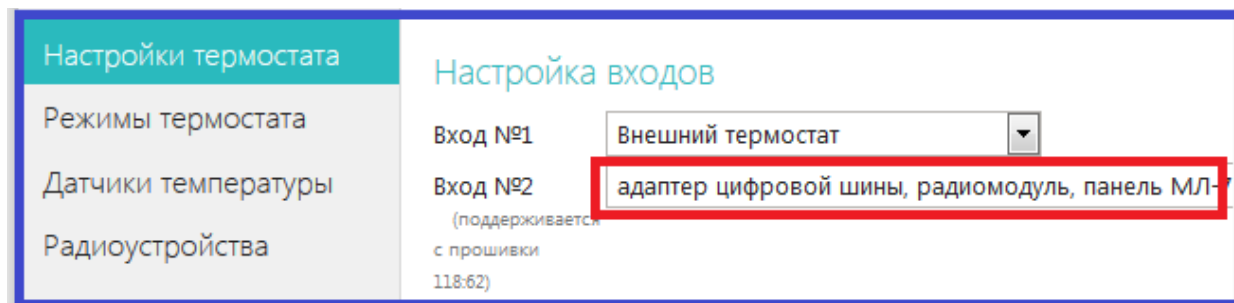 Настройки термостата
Режимы термостата
Датчики температуры
Радиоустройства
Настройка входов
Вход №1 Внешний термостат
Вход №2 адаптер цифровой шины, радиомодуль, панель МЛ-7
(поддерживается
с прошивки
118:62)